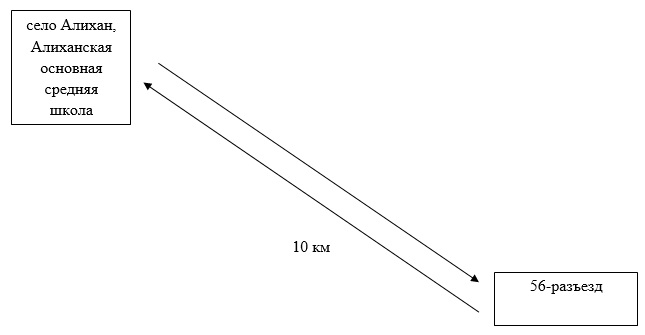 село Алихан,
Алиханская
основная
средняя
школа
10 км
56-разъезд